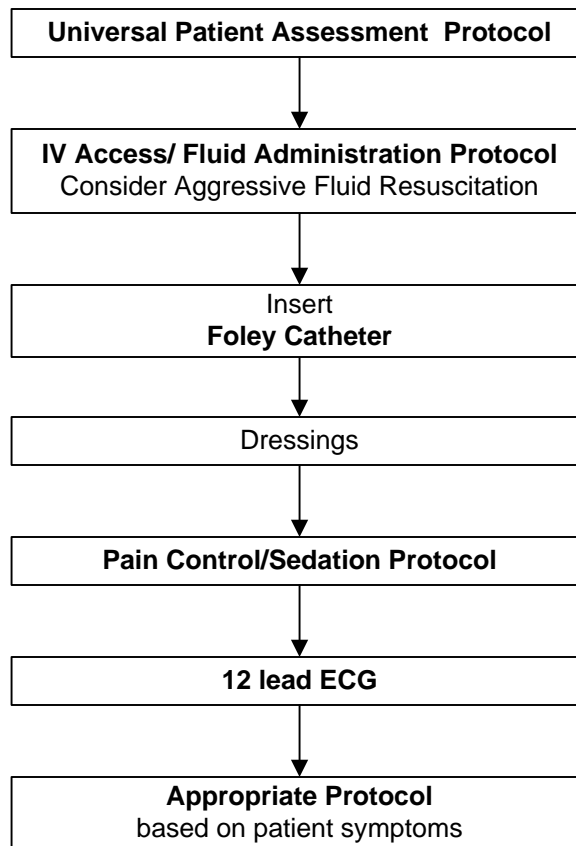 Universal Patient Assessment  Protocol
IV Access/ Fluid Administration Protocol
Consider Aggressive Fluid Resuscitation
Insert
Foley Catheter
Dressings
Pain Control/Sedation Protocol
12 lead ECG
Appropriate Protocol
based on patient symptoms